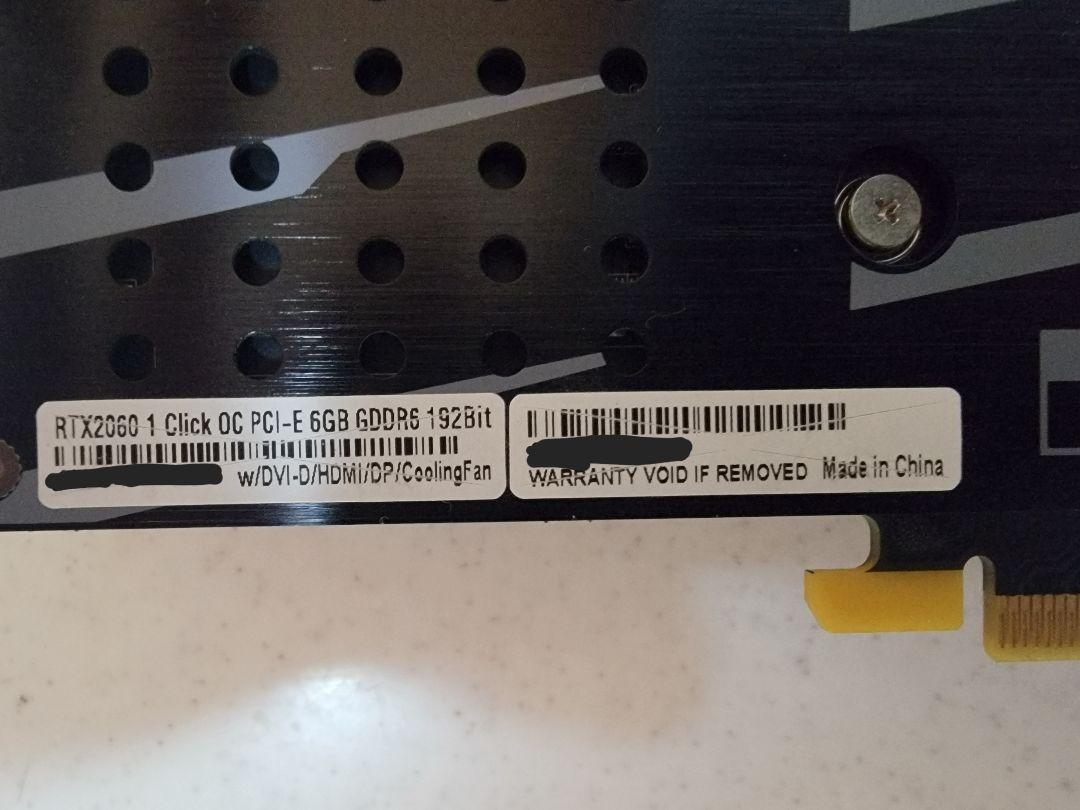 RTX2060 1 Click OC PCI-E 6GB GDDR6 192Bit
w/DVI-D/HDMI/DP/CoolingFan
WARRANTY VOID IF REMOVED Made in China